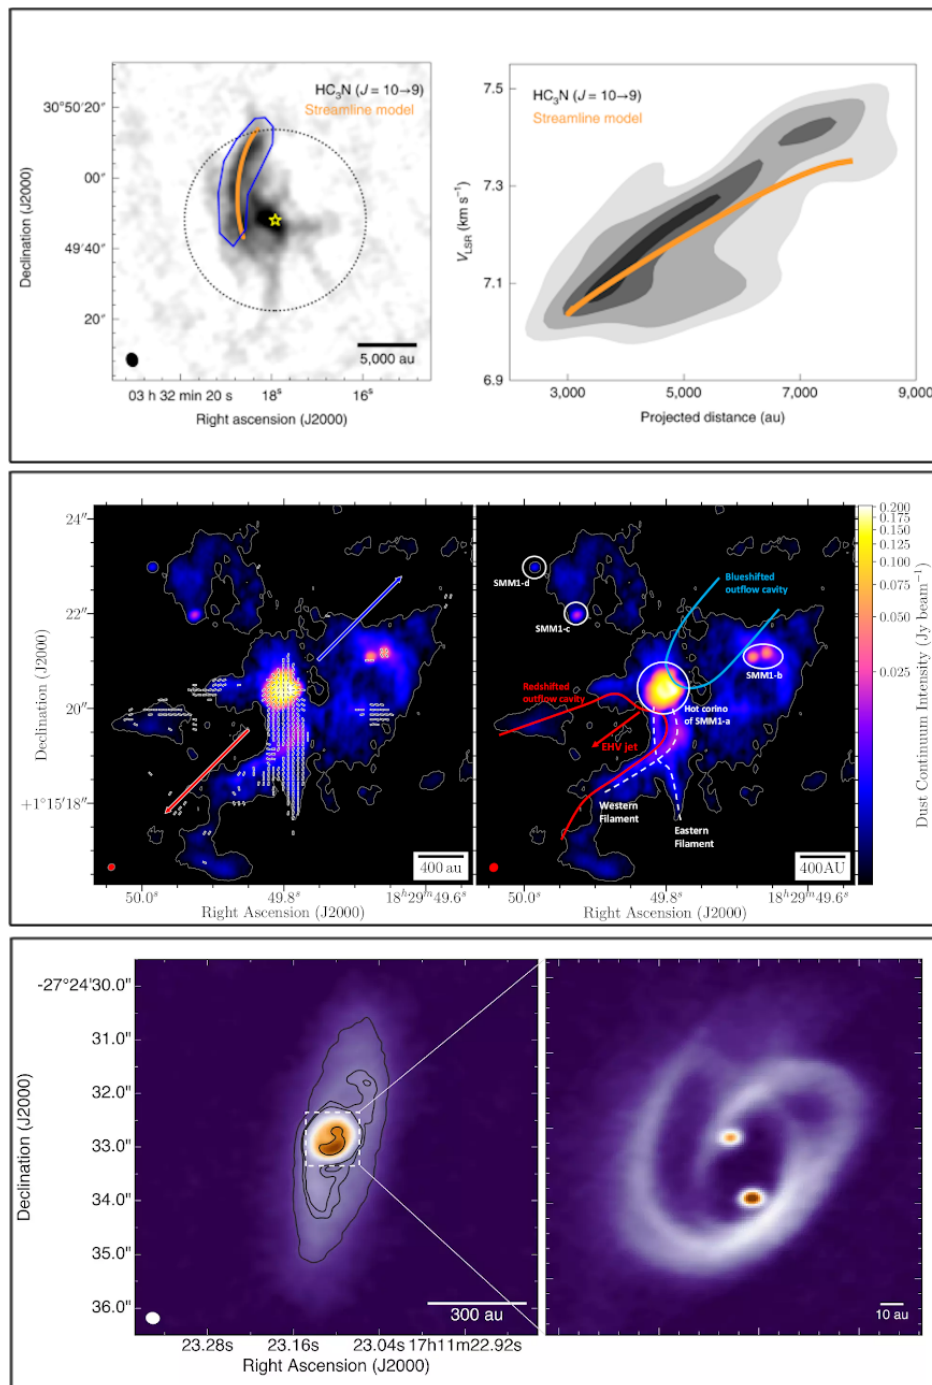 HC₃N (J = 10→9)
Streamline model
30°50′20″
00″
49′40″
20″
Declination (J2000)
5,000 au
03 h 32 min 20 s
18ˢ
16ˢ
Right ascension (J2000)
HC₃N (J = 10→9)
Streamline model
7.5
7.3
7.1
6.9
V_LSR (km s⁻¹)
3,000
5,000
7,000
9,000
Projected distance (au)
24″
22″
20″
+1°15′18″
Declination (J2000)
400 au
50.0ˢ
49.8ˢ
18ʰ29ᵐ49.6ˢ
Right Ascension (J2000)
SMM1-d
SMM1-c
Blueshifted
outflow cavity
SMM1-b
Redshifted
outflow cavity
Hot corino
of SMM1-a
EHV jet
Western
Filament
Eastern
Filament
400AU
50.0ˢ
49.8ˢ
18ʰ29ᵐ49.6ˢ
Right Ascension (J2000)
0.200
0.175
0.150
0.125
0.100
0.075
0.050
0.025
Dust Continuum Intensity (Jy beam⁻¹)
-27°24'30.0"
31.0"
32.0"
33.0"
34.0"
35.0"
36.0"
Declination (J2000)
300 au
23.28s
23.16s
23.04s
17h11m22.92s
Right Ascension (J2000)
10 au